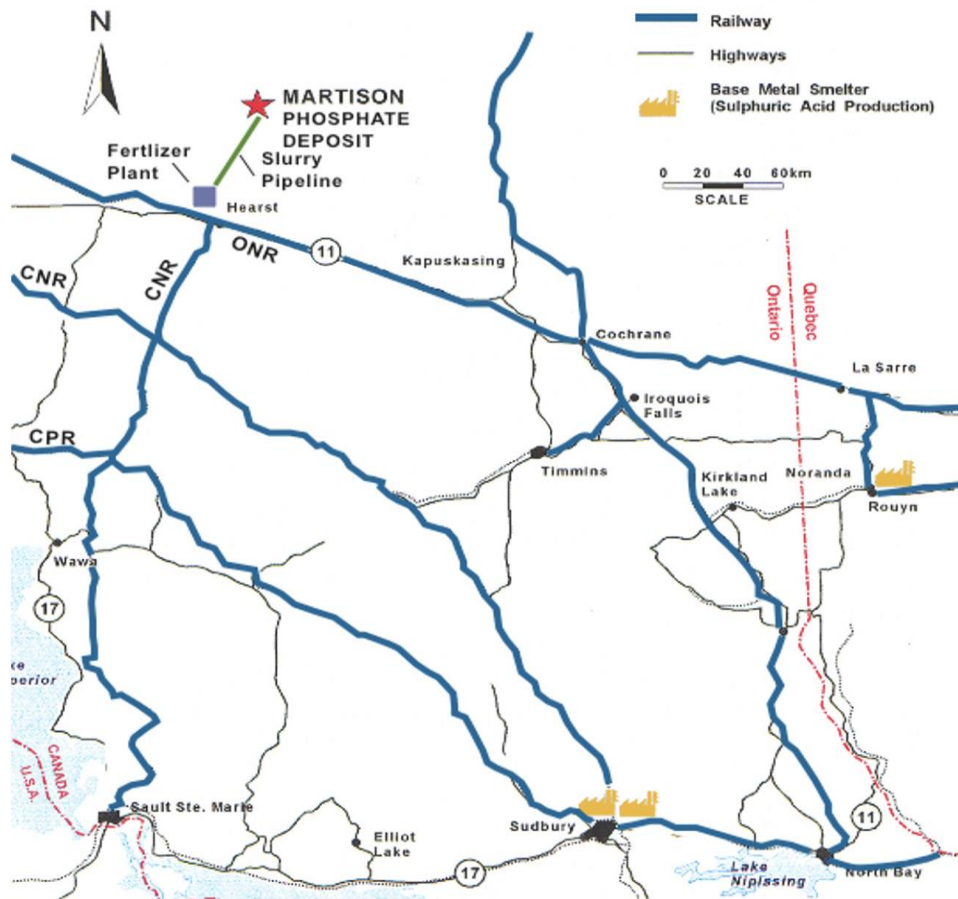 N
Railway
Highways
Base Metal Smelter
(Sulphuric Acid Production)
0 20 40 60km
SCALE
MARTISON
PHOSPHATE
DEPOSIT
Fertlizer
Plant
Slurry
Pipeline
Hearst
ONR
11
CNR
CNR
Kapuskasing
Quebec
Ontario
Cochrane
La Sarre
Iroquois
Falls
CPR
Timmins
Kirkland
Lake
Noranda
Rouyn
Wawa
17
ke
perior
CANADA
U.S.A.
Sault Ste. Marie
Elliot
Lake
Sudbury
17
11
Lake
Nipissing
North Bay